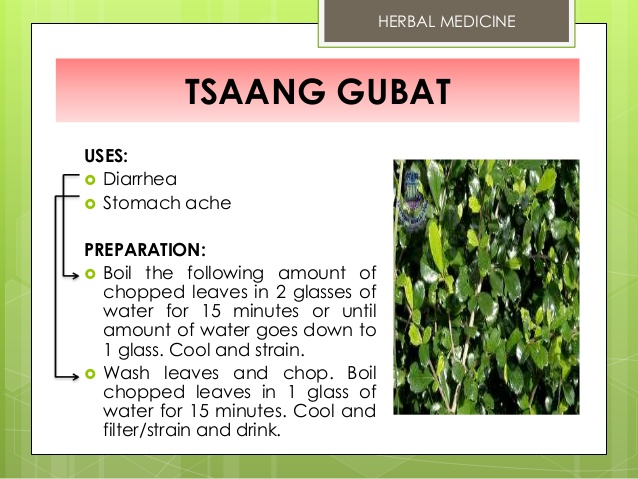 HERBAL MEDICINE
TSAANG GUBAT
USES:
Diarrhea
Stomach ache
PREPARATION:
Boil the following amount of
chopped leaves in 2 glasses of
water for 15 minutes or until
amount of water goes down to
1 glass. Cool and strain.
Wash leaves and chop. Boil
chopped leaves in 1 glass of
water for 15 minutes. Cool and
filter/strain and drink.